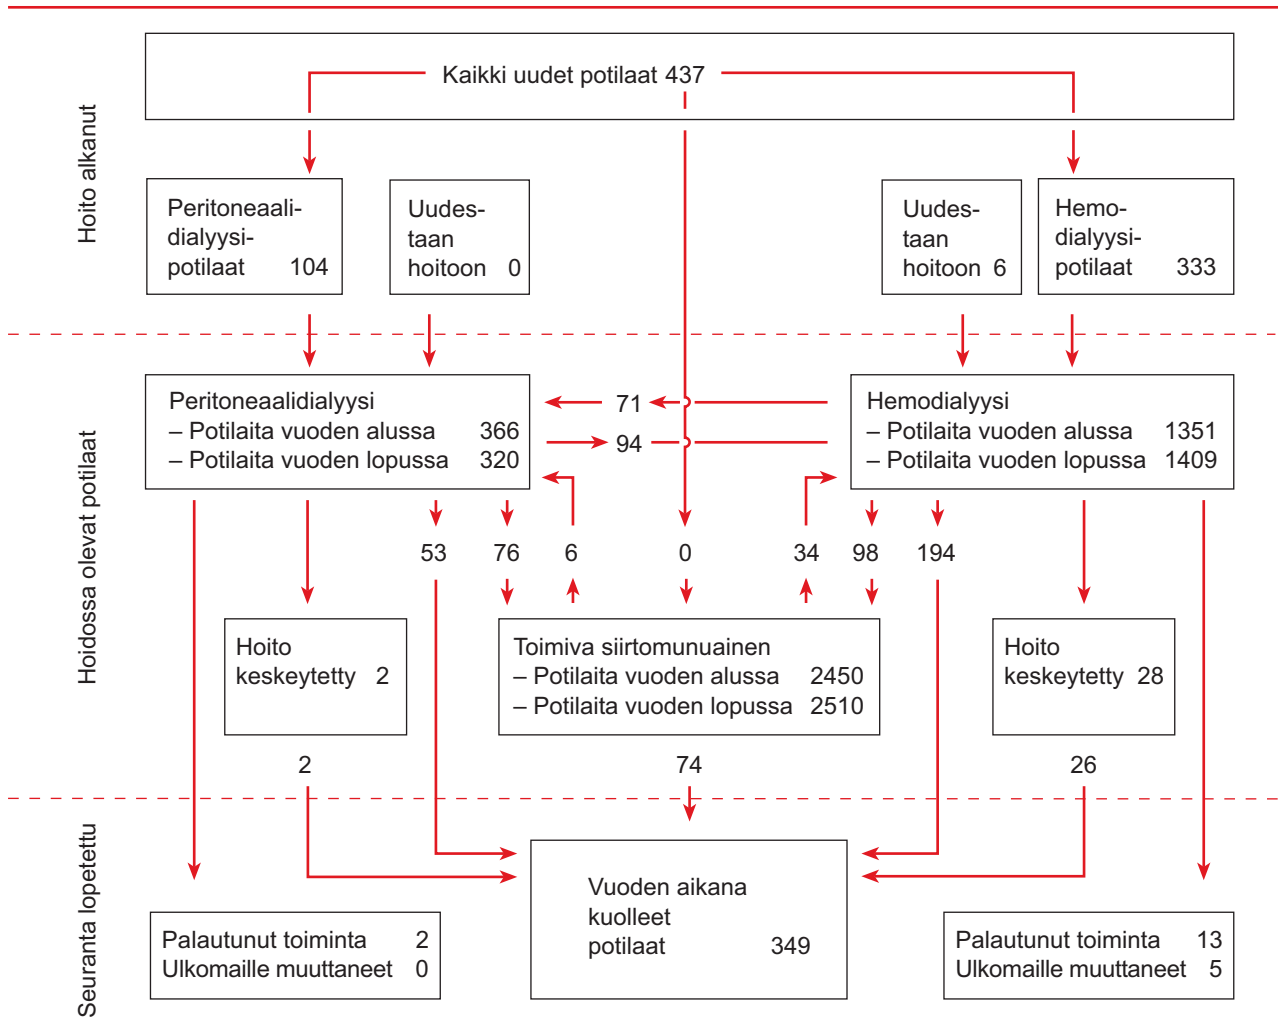 Hoito alkanut
Kaikki uudet potilaat 437
Peritoneaali-
dialyysi-
potilaat 104
Uudes-
taan
hoitoon 0
Uudes-
taan
hoitoon 6
Hemo-
dialyysi-
potilaat 333
Hoidossa olevat potilaat
Peritoneaalidialyysi
– Potilaita vuoden alussa 366
– Potilaita vuoden lopussa 320
71
94
Hemodialyysi
– Potilaita vuoden alussa 1351
– Potilaita vuoden lopussa 1409
53 76 6 0 34 98 194
Hoito
keskeytetty 2
Toimiva siirtomunuainen
– Potilaita vuoden alussa 2450
– Potilaita vuoden lopussa 2510
Hoito
keskeytetty 28
2 74 26
Seuranta lopetettu
Palautunut toiminta 2
Ulkomaille muuttaneet 0
Vuoden aikana
kuolleet
potilaat 349
Palautunut toiminta 13
Ulkomaille muuttaneet 5